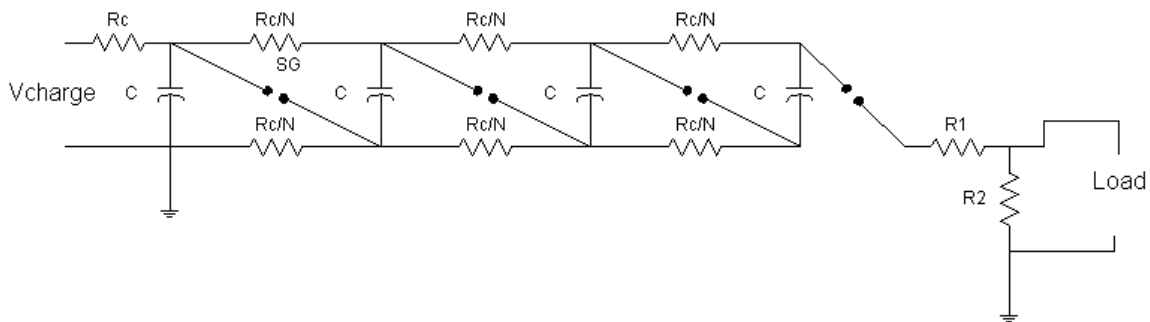 Rc
Rc/N
Rc/N
Rc/N
SG
Vcharge
C
C
C
C
Rc/N
Rc/N
Rc/N
R1
R2
Load